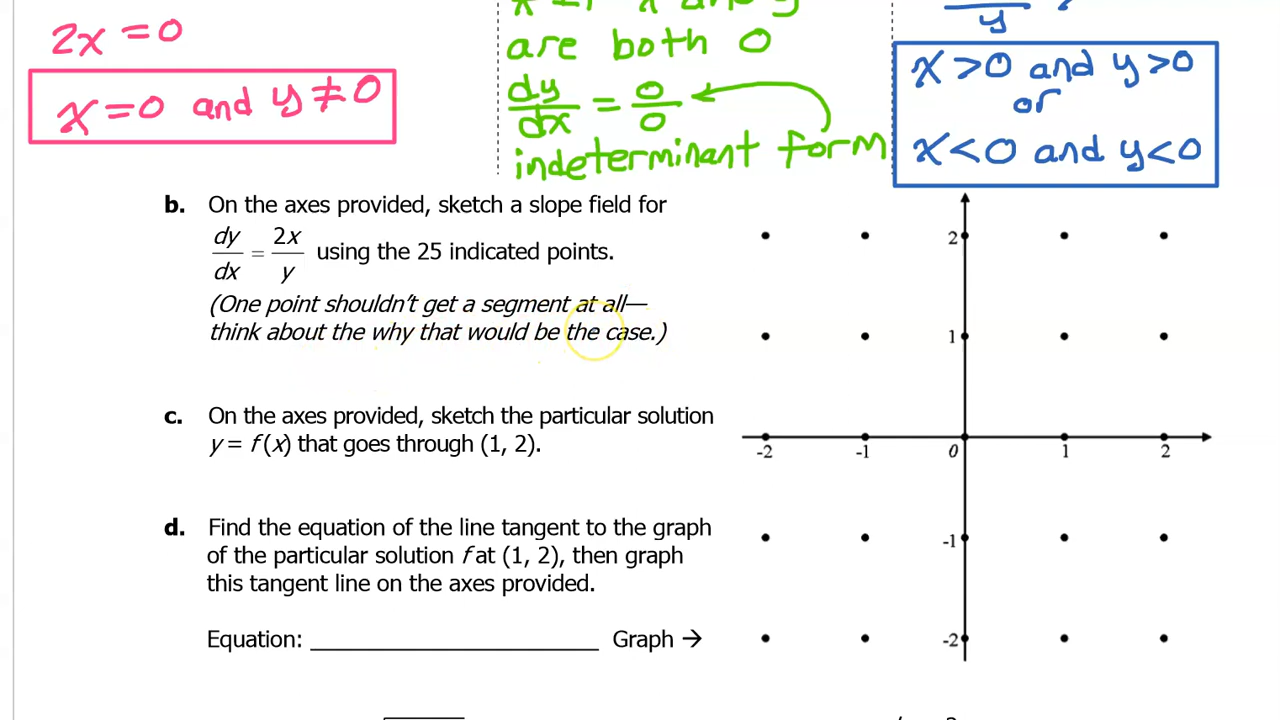 2x = 0
x = 0 and y ≠ 0
are both 0
dy/dx = 0/0
indeterminant form
y
x > 0 and y > 0
or
x < 0 and y < 0
b. On the axes provided, sketch a slope field for
dy/dx = 2x/y using the 25 indicated points.
(One point shouldn't get a segment at all—
think about the why that would be the case.)
c. On the axes provided, sketch the particular solution
y = f(x) that goes through (1, 2).
d. Find the equation of the line tangent to the graph
of the particular solution f at (1, 2), then graph
this tangent line on the axes provided.
Equation: ____________________ Graph →
2
1
-2 -1 0 1 2
-1
-2